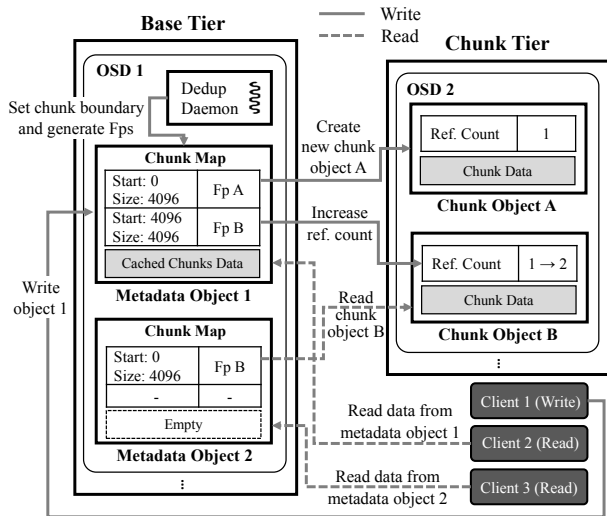 Base Tier
Write
Read
Chunk Tier
OSD 1
Dedup
Daemon
Set chunk boundary
and generate Fps
Chunk Map
Start: 0
Size: 4096
Fp A
Start: 4096
Size: 4096
Fp B
Cached Chunks Data
Metadata Object 1
Write
object 1
Chunk Map
Start: 0
Size: 4096
Fp B
-
-
Empty
Metadata Object 2
⋮
Create
new chunk
object A
Increase
ref. count
Read
chunk
object B
OSD 2
Ref. Count
1
Chunk Data
Chunk Object A
Ref. Count
1 → 2
Chunk Data
Chunk Object B
⋮
Read data from
metadata object 1
Read data from
metadata object 2
Client 1 (Write)
Client 2 (Read)
Client 3 (Read)